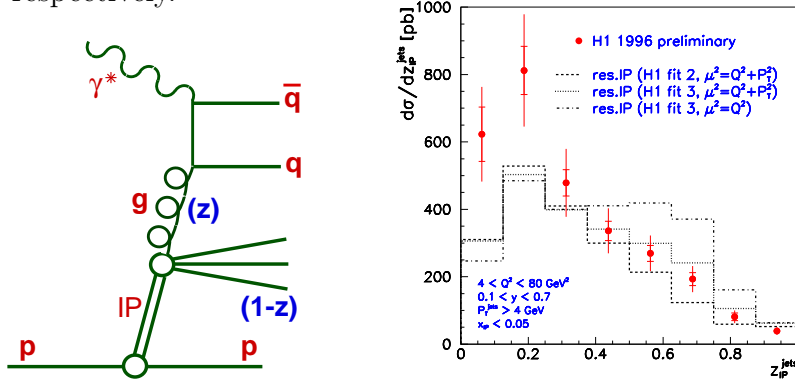 respectively.
γ*
q̅
q
g
(z)
IP
(1-z)
p
p
dσ/dz_IP^jets [pb]
1000
800
600
400
200
0
H1 1996 preliminary
res.IP (H1 fit 2, μ²=Q²+P_T²)
res.IP (H1 fit 3, μ²=Q²+P_T²)
res.IP (H1 fit 3, μ²=Q²)
4 < Q² < 80 GeV²
0.1 < y < 0.7
P_T^jets > 4 GeV
x_IP < 0.05
0 0.2 0.4 0.6 0.8
z_IP^jets